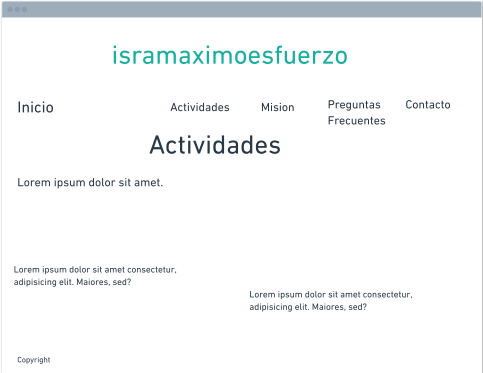 isramaximoesfuerzo
Inicio
Actividades
Mision
Preguntas
Frecuentes
Contacto
Actividades
Lorem ipsum dolor sit amet.
Lorem ipsum dolor sit amet consectetur,
adipisicing elit. Maiores, sed?
Lorem ipsum dolor sit amet consectetur,
adipisicing elit. Maiores, sed?
Copyright